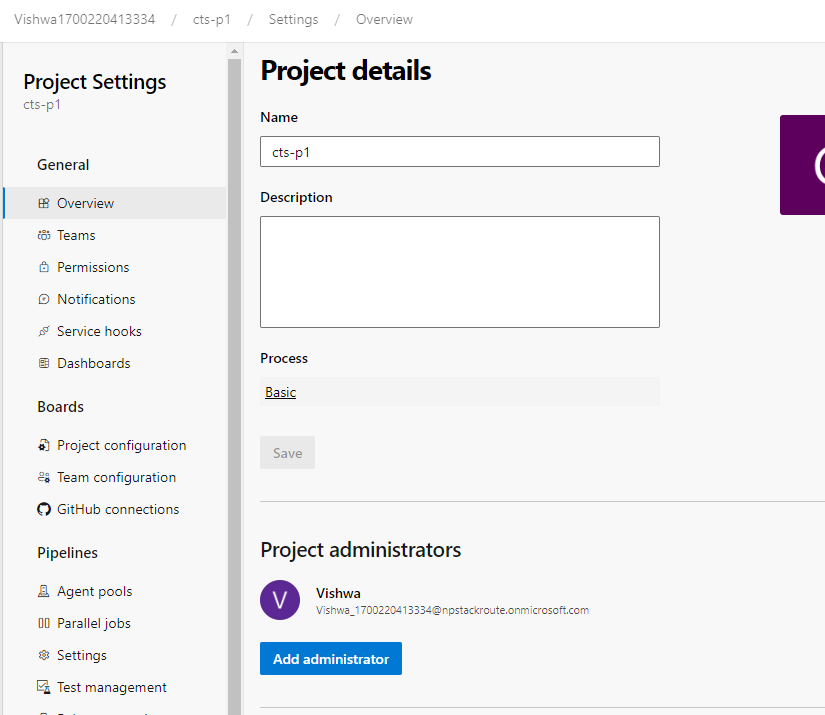 Vishwa1700220413334 / cts-p1 / Settings / Overview
Project Settings
cts-p1
General
Overview
Teams
Permissions
Notifications
Service hooks
Dashboards
Boards
Project configuration
Team configuration
GitHub connections
Pipelines
Agent pools
Parallel jobs
Settings
Test management
Project details
Name
cts-p1
Description
Process
Basic
Save
Project administrators
V
Vishwa
Vishwa_1700220413334@npstackroute.onmicrosoft.com
Add administrator